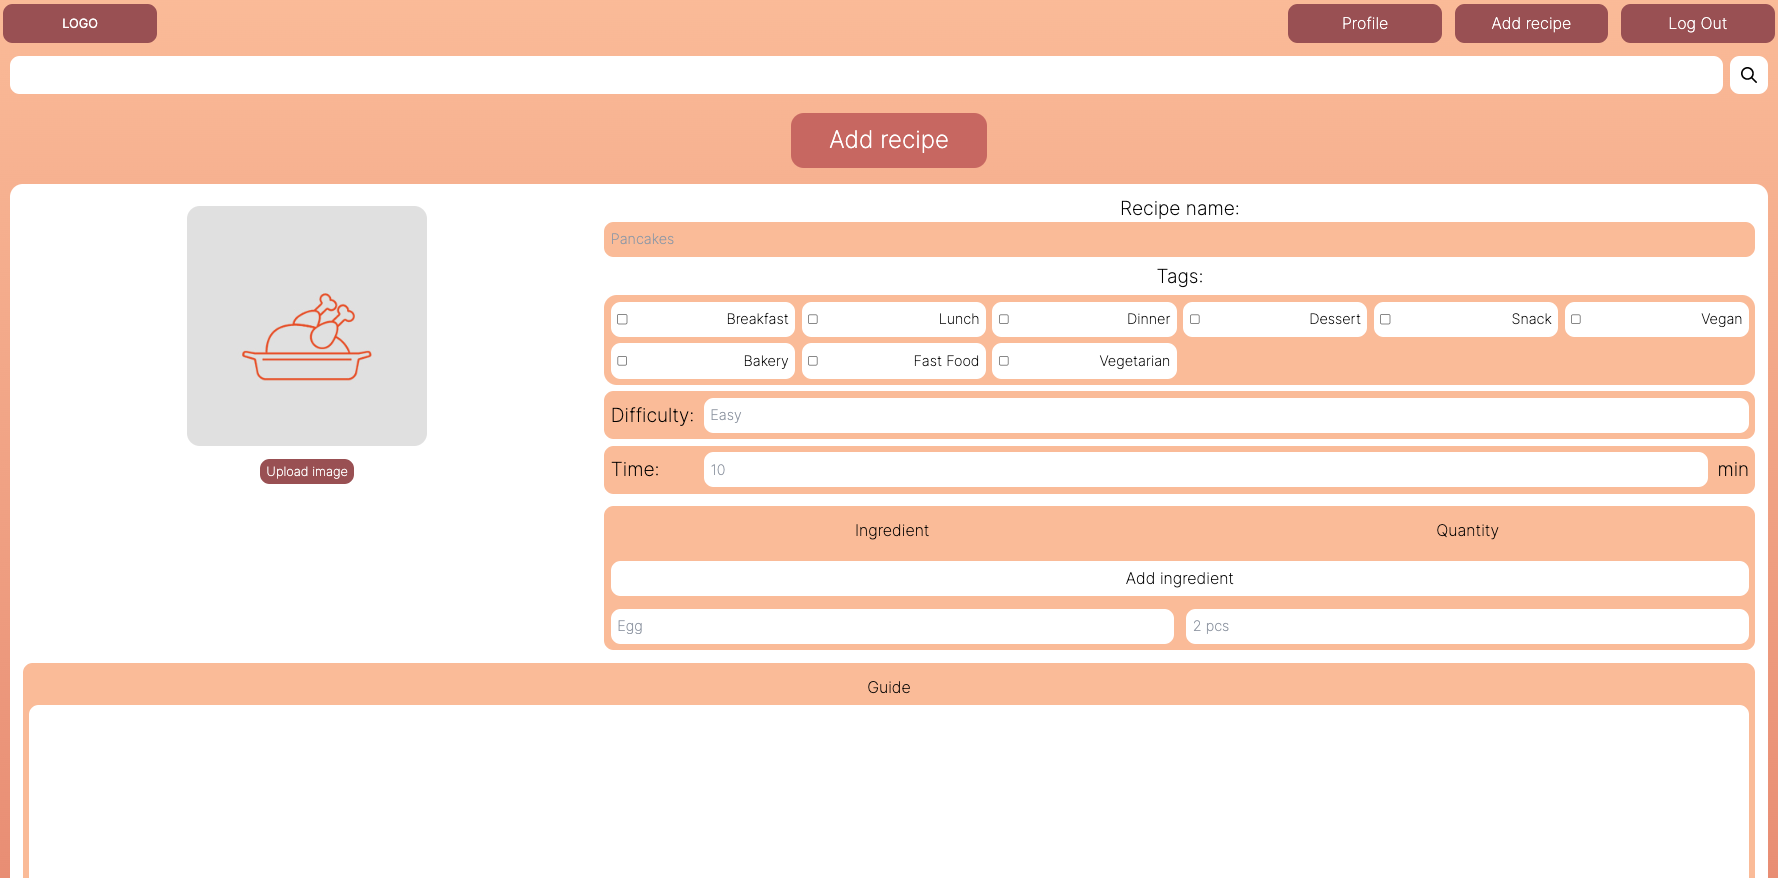 LOGO
Profile
Add recipe
Log Out
Add recipe
Recipe name:
Pancakes
Tags:
Breakfast
Lunch
Dinner
Dessert
Snack
Vegan
Bakery
Fast Food
Vegetarian
Difficulty:
Easy
Time:
10
min
Upload image
Ingredient
Quantity
Add ingredient
Egg
2 pcs
Guide